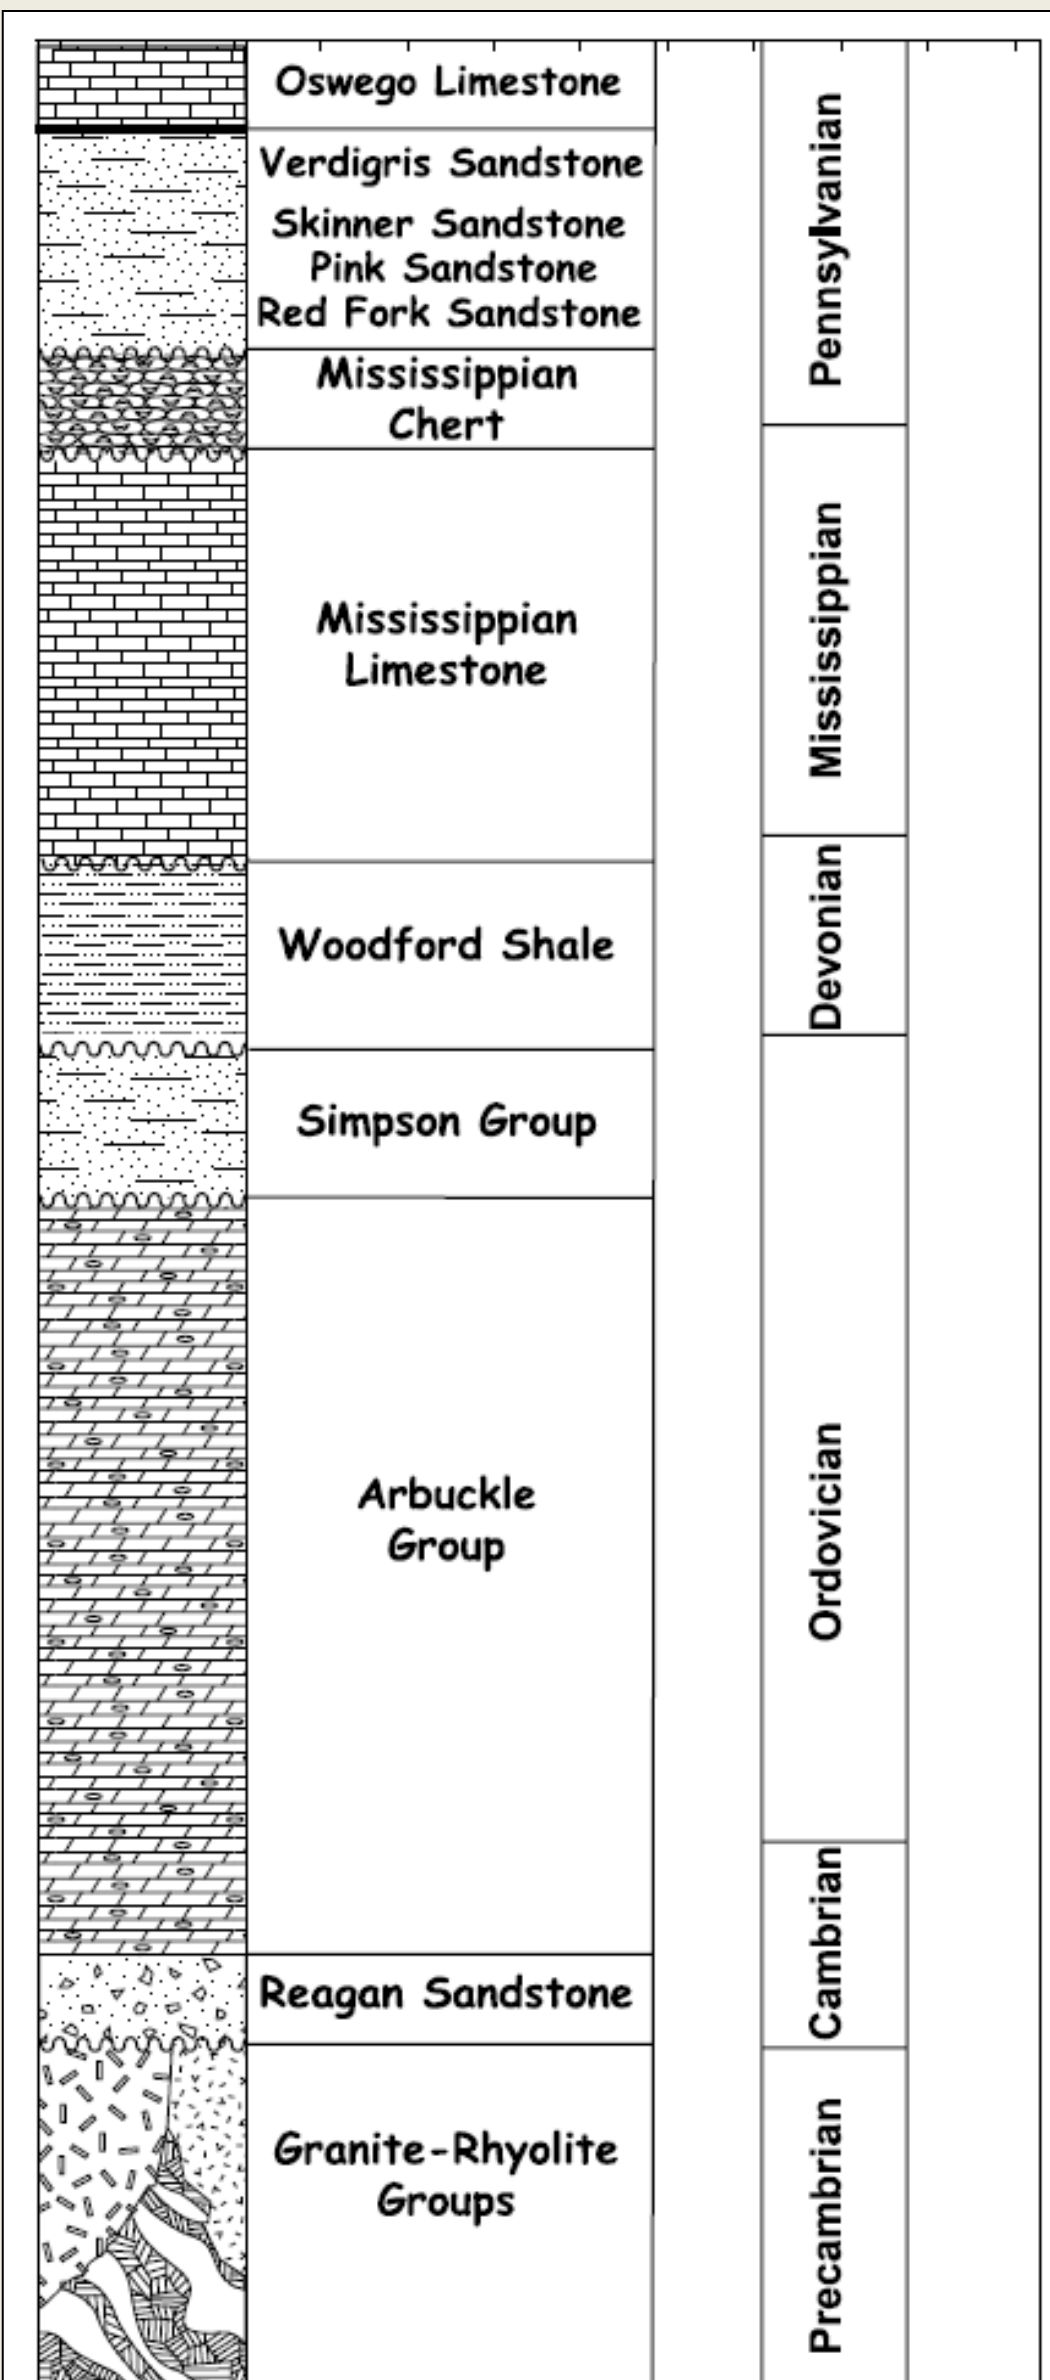 Oswego Limestone
Verdigris Sandstone
Skinner Sandstone
Pink Sandstone
Red Fork Sandstone
Mississippian
Chert
Mississippian
Limestone
Woodford Shale
Simpson Group
Arbuckle
Group
Reagan Sandstone
Granite-Rhyolite
Groups
Pennsylvanian
Mississippian
Devonian
Ordovician
Cambrian
Precambrian